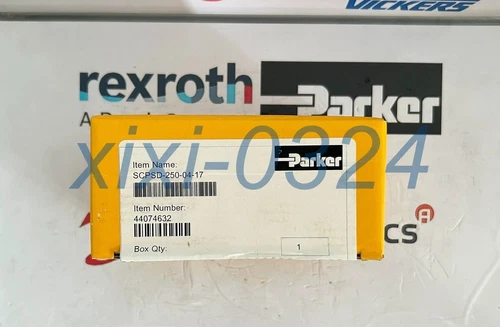 VICKERS
rexroth
Parker
xixi-0324
Parker
Item Name:
SCPSD-250-04-17
Item Number:
44074632
Box Qty:
1